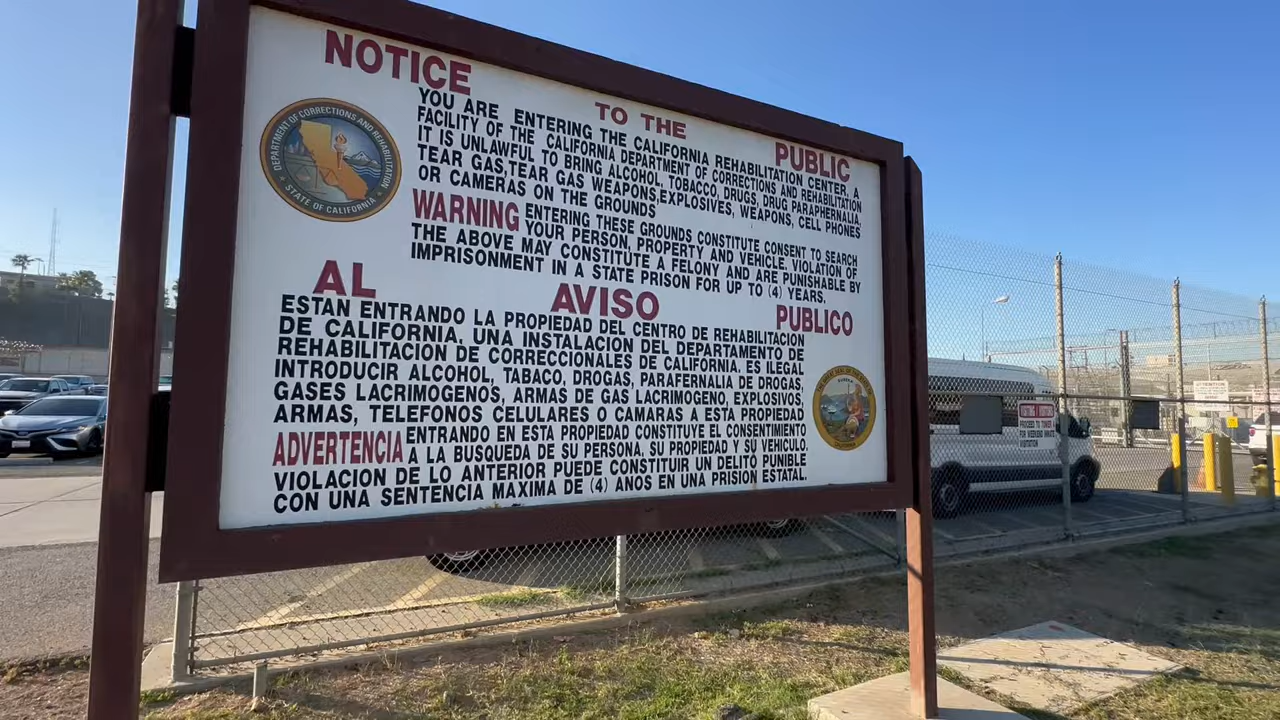 NOTICE TO THE PUBLIC
DEPARTMENT OF CORRECTIONS AND REHABILITATION
STATE OF CALIFORNIA
YOU ARE ENTERING THE CALIFORNIA REHABILITATION CENTER, A
FACILITY OF THE CALIFORNIA DEPARTMENT OF CORRECTIONS AND REHABILITATION
IT IS UNLAWFUL TO BRING ALCOHOL, TOBACCO, DRUGS, DRUG PARAPHERNALIA,
TEAR GAS,TEAR GAS WEAPONS,EXPLOSIVES, WEAPONS, CELL PHONES
OR CAMERAS ON THE GROUNDS
WARNING ENTERING THESE GROUNDS CONSTITUTE CONSENT TO SEARCH
YOUR PERSON, PROPERTY AND VEHICLE. VIOLATION OF
THE ABOVE MAY CONSTITUTE A FELONY AND ARE PUNISHABLE BY
IMPRISONMENT IN A STATE PRISON FOR UP TO (4) YEARS.
AL AVISO PUBLICO
ESTAN ENTRANDO LA PROPIEDAD DEL CENTRO DE REHABILITACION
DE CALIFORNIA, UNA INSTALACION DEL DEPARTAMENTO DE
REHABILITACION DE CORRECCIONALES DE CALIFORNIA. ES ILEGAL
INTRODUCIR ALCOHOL, TABACO, DROGAS, PARAFERNALIA DE DROGAS,
GASES LACRIMOGENOS, ARMAS DE GAS LACRIMOGENO, EXPLOSIVOS,
ARMAS, TELEFONOS CELULARES O CAMARAS A ESTA PROPIEDAD
ADVERTENCIA ENTRANDO EN ESTA PROPIEDAD CONSTITUYE EL CONSENTIMIENTO
A LA BUSQUEDA DE SU PERSONA, SU PROPIEDAD Y SU VEHICULO.
VIOLACION DE LO ANTERIOR PUEDE CONSTITUIR UN DELITO PUNIBLE
CON UNA SENTENCIA MAXIMA DE (4) ANOS EN UNA PRISION ESTATAL.
EUREKA
PROCEED TO TOWER